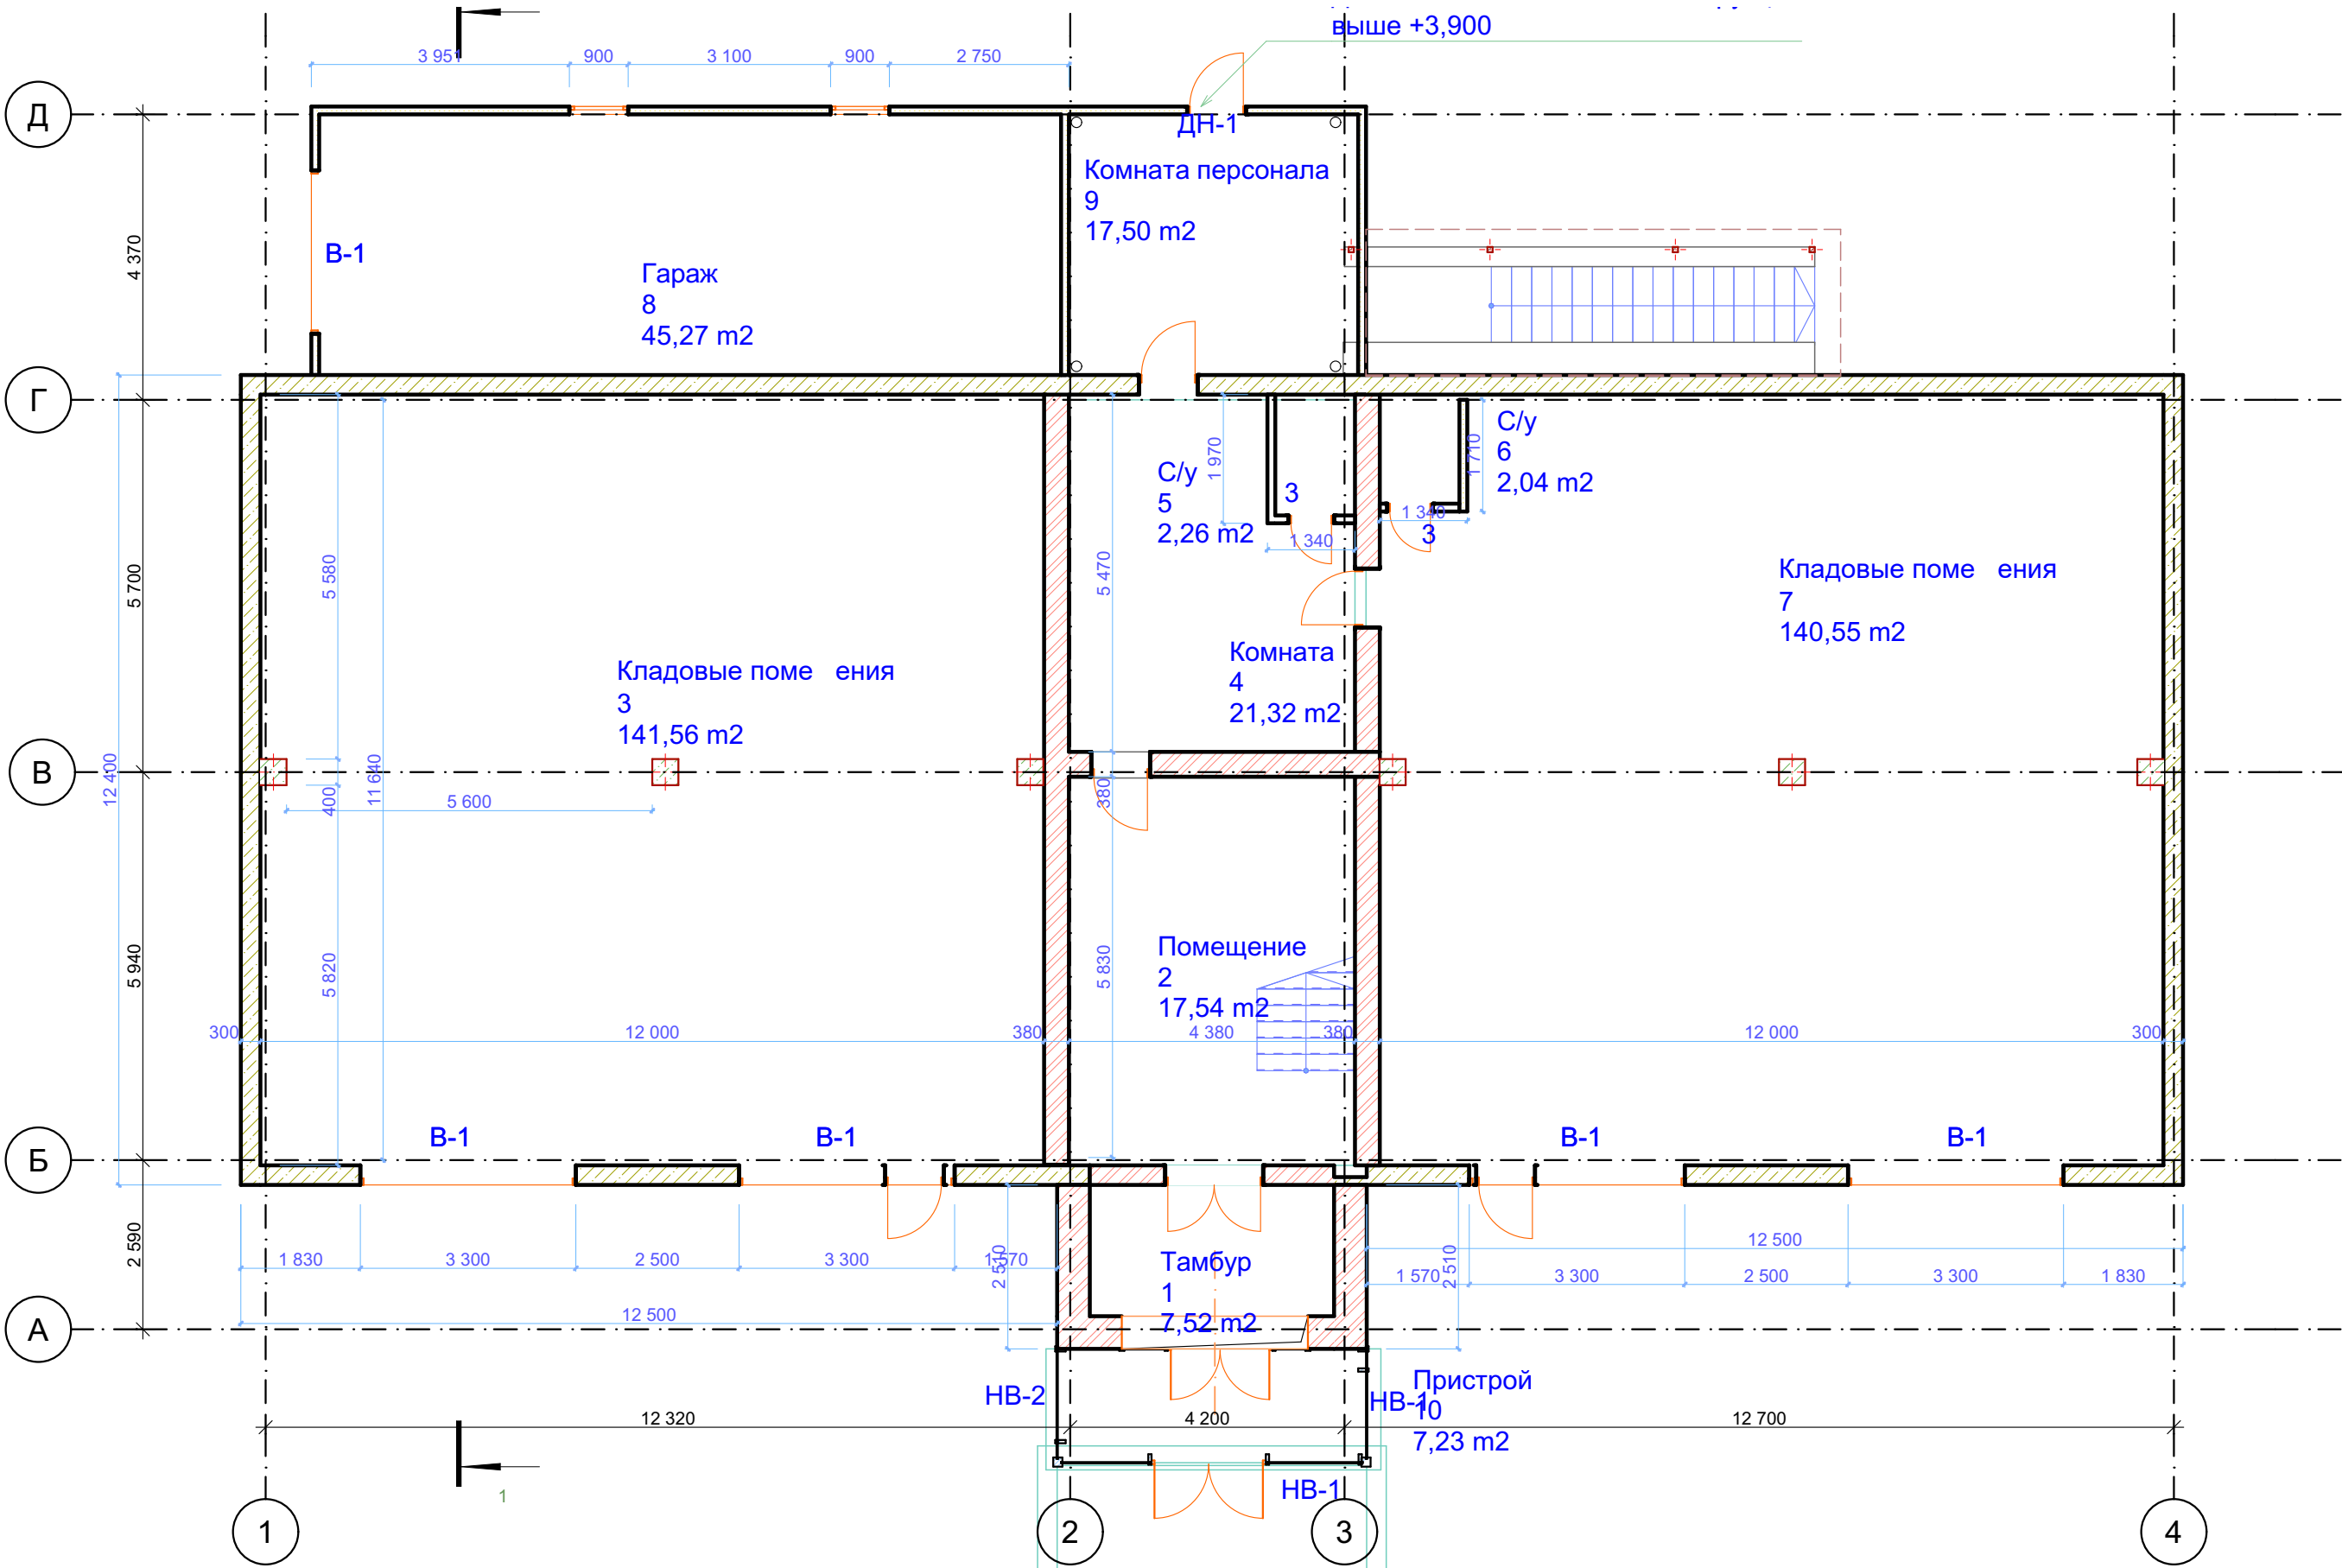 выше +3,900
3 951
900
3 100
900
2 750
Д
ДН-1
Комната персонала
9
17,50 m2
В-1
4 370
Гараж
8
45,27 m2
Г
С/у
6
2,04 m2
1 710
1 970
С/у
5
2,26 m2
3
1 340
1 340
3
5 580
5 700
5 470
Кладовые поме ения
7
140,55 m2
Комната
4
21,32 m2
Кладовые поме ения
3
141,56 m2
В
12 400
11 640
400
5 600
380
5 940
5 820
5 830
Помещение
2
17,54 m2
300
12 000
380
4 380
380
12 000
300
В-1
В-1
В-1
В-1
Б
2 590
1 830
3 300
2 500
3 300
1 570
2 510
12 500
Тамбур
1
7,52 m2
2 510
12 500
1 570
3 300
2 500
3 300
1 830
А
НВ-2
НВ-1
Пристрой
10
7,23 m2
12 320
4 200
12 700
НВ-1
1
1
2
3
4